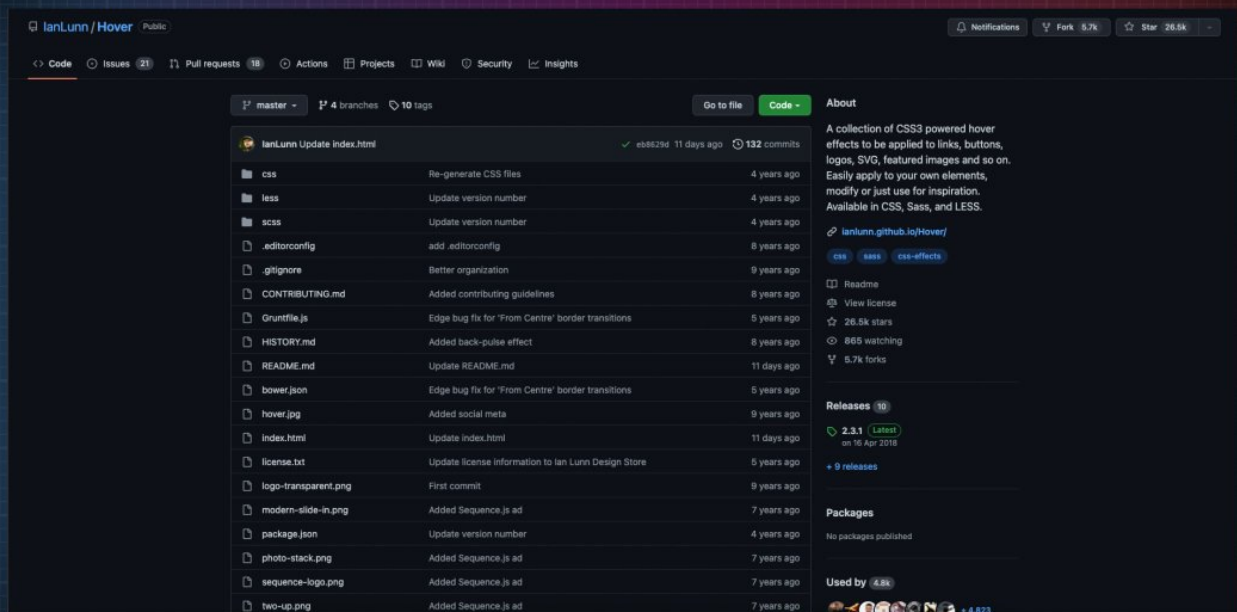 IanLunn / Hover Public
Notifications Fork 5.7k Star 26.5k
Code Issues 21 Pull requests 18 Actions Projects Wiki Security Insights
master 4 branches 10 tags Go to file Code
IanLunn Update index.html eb8629d 11 days ago 132 commits
css Re-generate CSS files 4 years ago
less Update version number 4 years ago
scss Update version number 4 years ago
.editorconfig add .editorconfig 8 years ago
.gitignore Better organization 9 years ago
CONTRIBUTING.md Added contributing guidelines 8 years ago
Gruntfile.js Edge bug fix for 'From Centre' border transitions 5 years ago
HISTORY.md Added back-pulse effect 8 years ago
README.md Update README.md 11 days ago
bower.json Edge bug fix for 'From Centre' border transitions 5 years ago
hover.jpg Added social meta 9 years ago
index.html Update index.html 11 days ago
license.txt Update license information to Ian Lunn Design Store 5 years ago
logo-transparent.png First commit 9 years ago
modern-slide-in.png Added Sequence.js ad 7 years ago
package.json Update version number 4 years ago
photo-stack.png Added Sequence.js ad 7 years ago
sequence-logo.png Added Sequence.js ad 7 years ago
two-up.png Added Sequence.js ad 7 years ago
About
A collection of CSS3 powered hover
effects to be applied to links, buttons,
logos, SVG, featured images and so on.
Easily apply to your own elements,
modify or just use for inspiration.
Available in CSS, Sass, and LESS.
ianlunn.github.io/Hover/
css sass css-effects
Readme
View license
26.5k stars
865 watching
5.7k forks
Releases 10
2.3.1 Latest
on 16 Apr 2018
+ 9 releases
Packages
No packages published
Used by 4.8k
+ 4,823